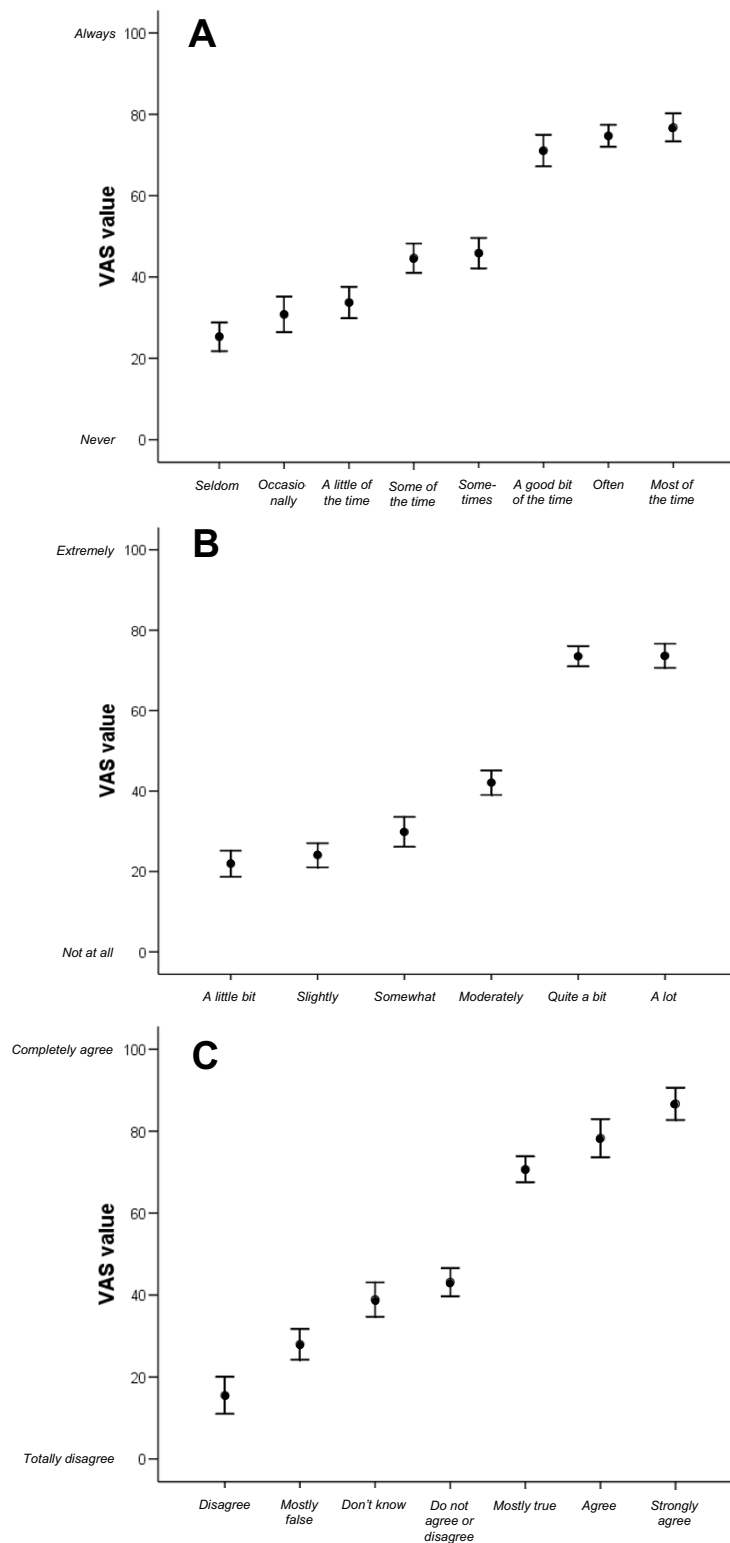 A
Always 100
80
60
40
20
Never 0
VAS value
Seldom Occasio A little of Some of Some- A good bit Often Most of
nally the time the time times of the time the time
B
Extremely 100
80
60
40
20
Not at all 0
VAS value
A little bit Slightly Somewhat Moderately Quite a bit A lot
C
Completely agree 100
80
60
40
20
Totally disagree 0
VAS value
Disagree Mostly Don't know Do not Mostly true Agree Strongly
false agree or agree
disagree